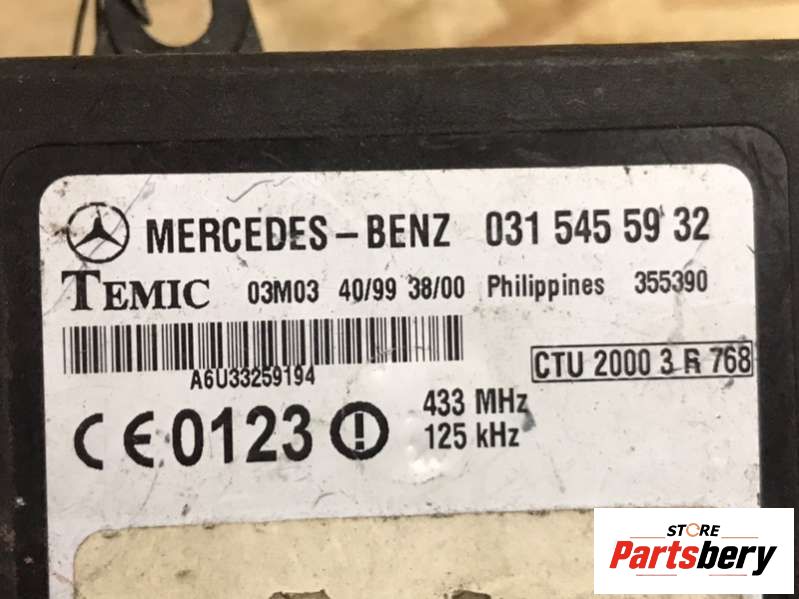 MERCEDES-BENZ 031 545 59 32
TEMIC 03M03 40/99 38/00 Philippines 355390
A6U33259194
CTU 2000 3 R 768
CE 0123 !
433 MHz
125 kHz
STORE
Partsbery